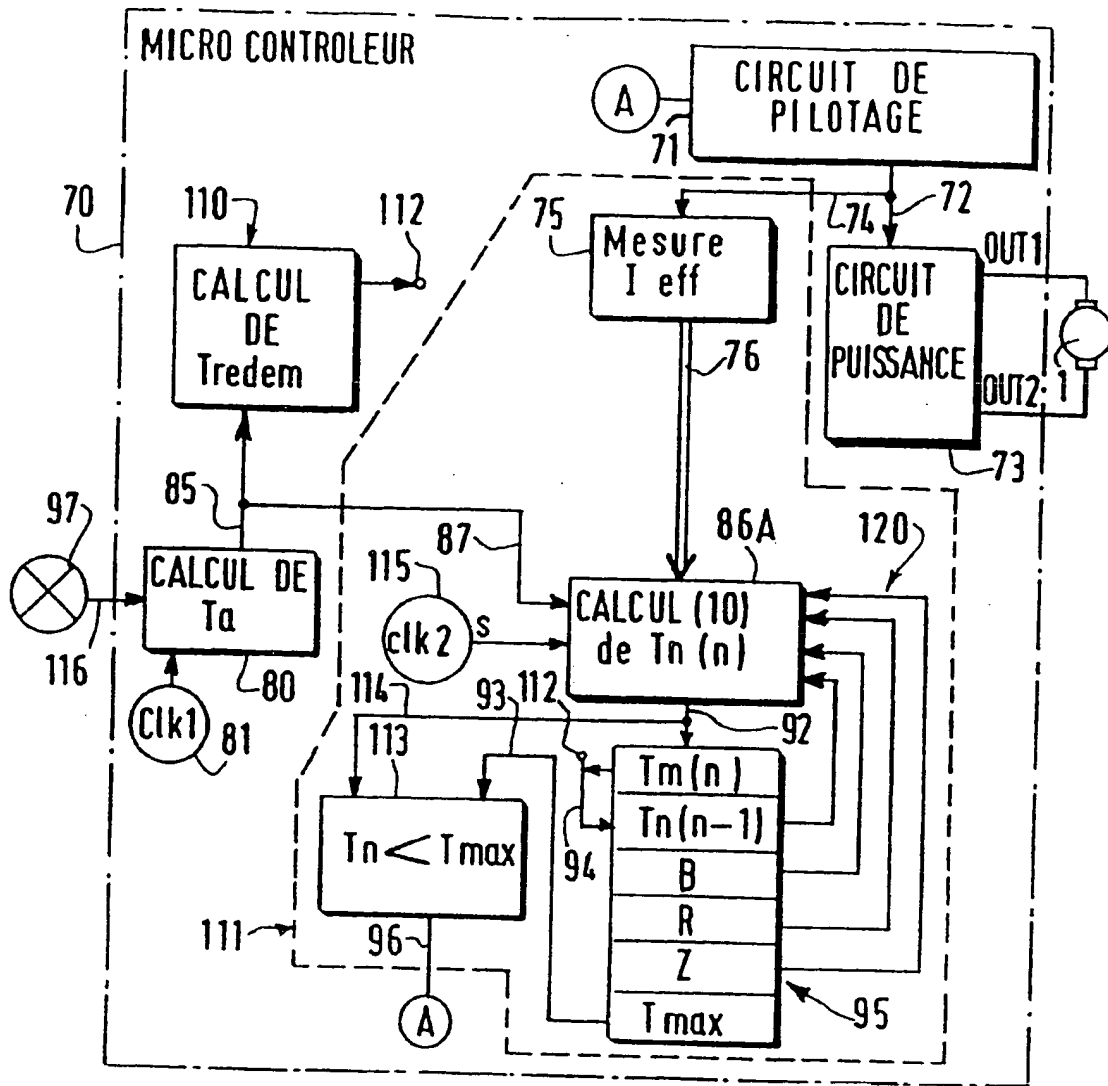 MICRO CONTROLEUR
CIRCUIT DE
PILOTAGE
A
71
70
110
112
75
Mesure
I eff
74
72
OUT1
CALCUL
DE
Tredem
CIRCUIT
DE
PUISSANCE
76
1
OUT2
73
97
85
87
86A
120
115
CALCUL DE
Ta
clk2
S
CALCUL (10)
de Tn (n)
116
80
114
93
112
92
Clk1
81
113
Tm(n)
Tn(n-1)
Tn < Tmax
94
B
R
111
96
Z
95
A
Tmax